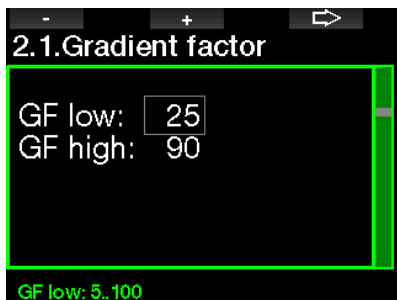 - + ⇨
2.1.Gradient factor
GF low: 25
GF high: 90
GF low: 5..100